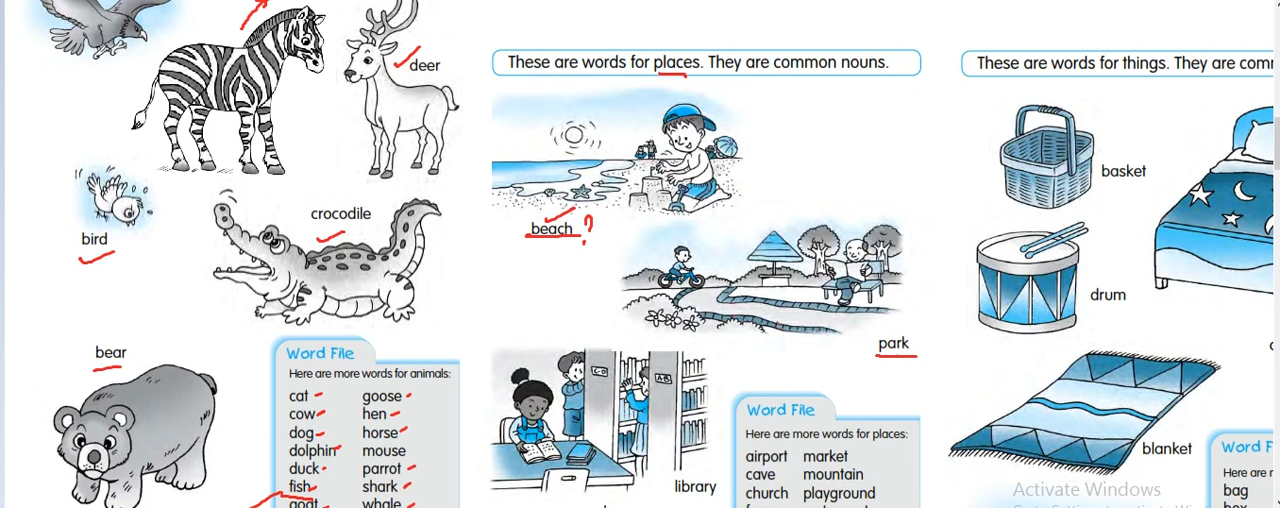 deer
crocodile
bird
bear
Word File
Here are more words for animals:
cat goose
cow hen
dog horse
dolphin mouse
duck parrot
fish shark
goat whale
These are words for places. They are common nouns.
beach ?
park
library
Word File
Here are more words for places:
airport market
cave mountain
church playground
These are words for things. They are
basket
drum
blanket
Word
Here are
bag
box
Activate Windows